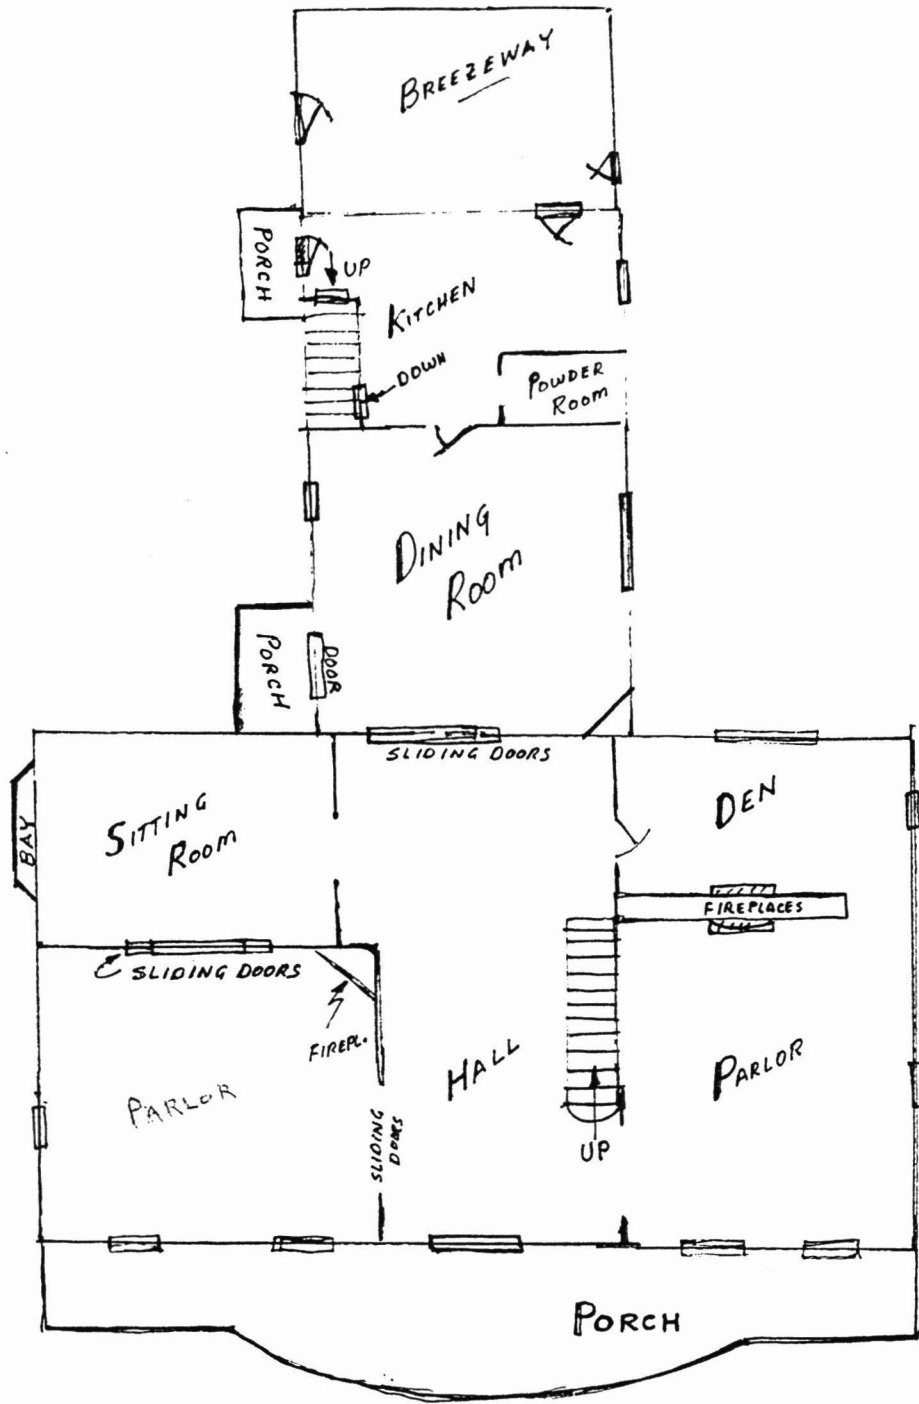 BREEZEWAY
PORCH
UP
KITCHEN
DOWN
POWDER
ROOM
DINING
ROOM
PORCH
DOOR
SLIDING DOORS
SITTING
ROOM
BAY
DEN
FIREPLACES
SLIDING DOORS
FIREPL.
HALL
PARLOR
PARLOR
SLIDING
DOORS
UP
PORCH